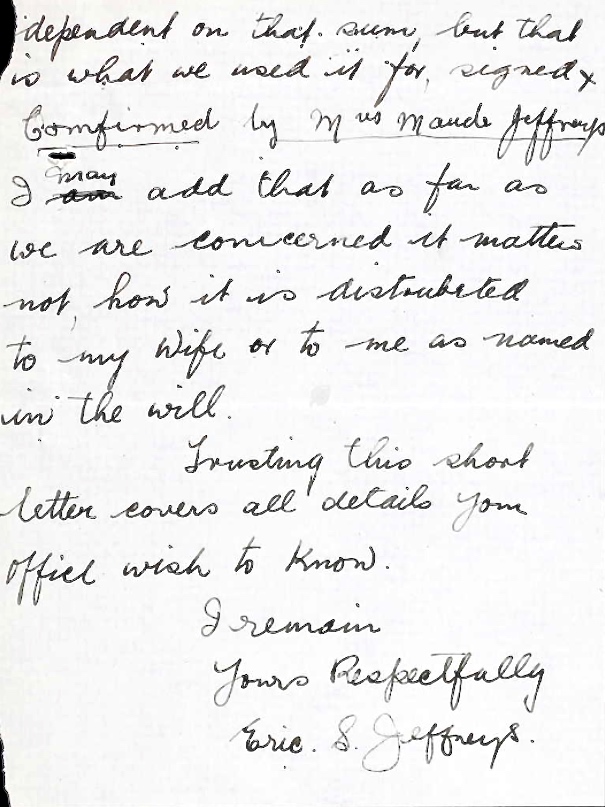 dependent on that. sum, but that
is what we used it for, signed &
Comfirmed by Mrs Maude Jeffreys
I may add that as far as
we are concerned it matters
not, how it is distrubuted
to my Wife or to me as named
in the will.
Trusting this short
letter covers all details your
office wish to Know.
I remain
Yours Respectfully
Eric. S. Jeffreys.